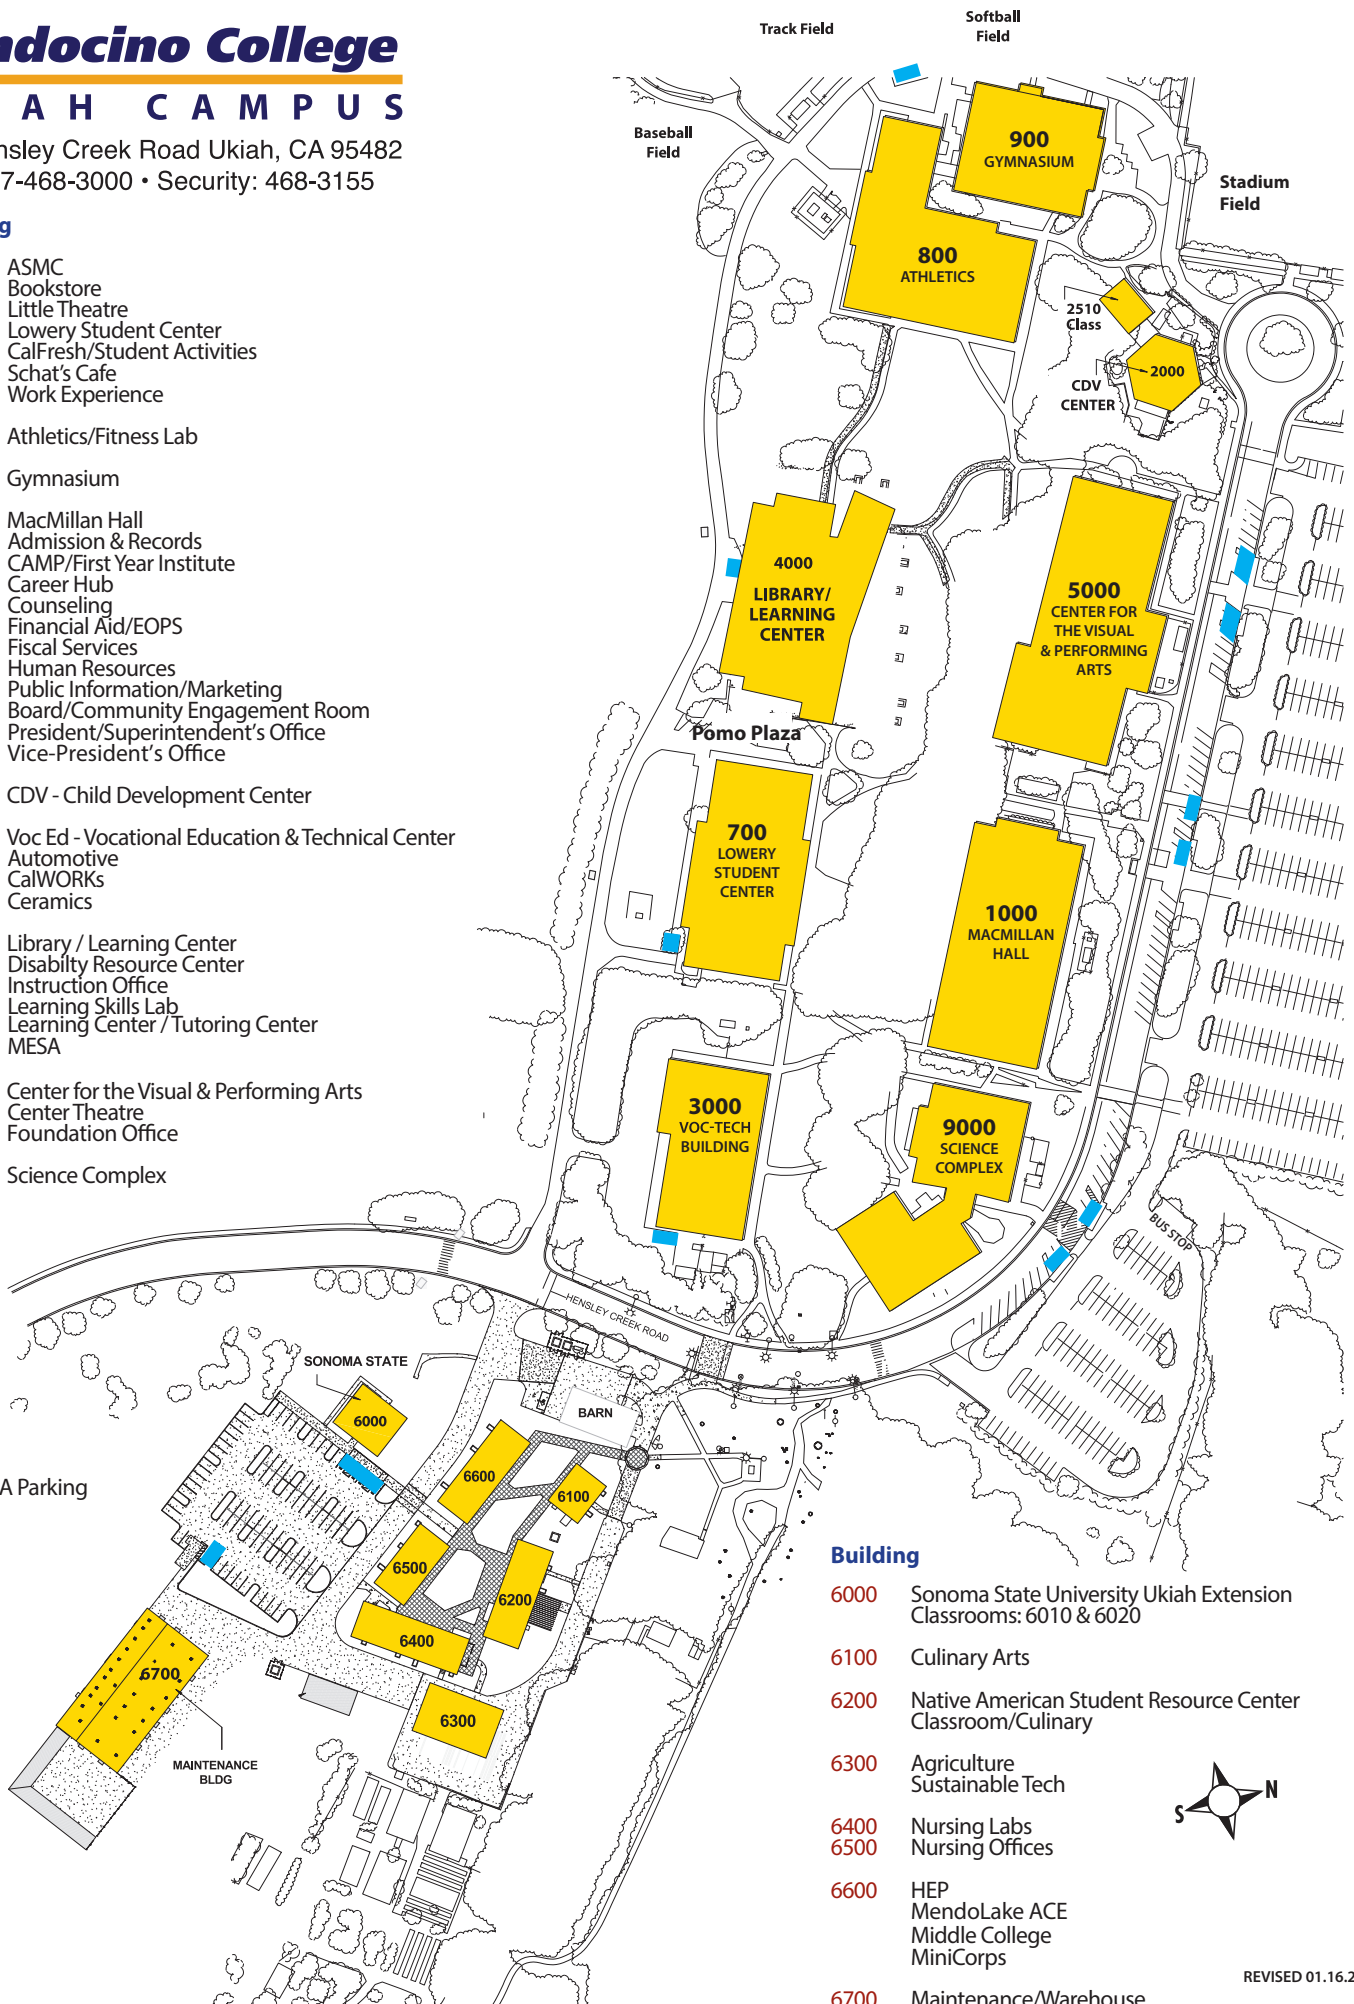 ndocino College
A H CAMPUS
nsley Creek Road Ukiah, CA 95482
7-468-3000 • Security: 468-3155
g
ASMC
Bookstore
Little Theatre
Lowery Student Center
CalFresh/Student Activities
Schat's Cafe
Work Experience
Athletics/Fitness Lab
Gymnasium
MacMillan Hall
Admission & Records
CAMP/First Year Institute
Career Hub
Counseling
Financial Aid/EOPS
Fiscal Services
Human Resources
Public Information/Marketing
Board/Community Engagement Room
President/Superintendent's Office
Vice-President's Office
CDV - Child Development Center
Voc Ed - Vocational Education & Technical Center
Automotive
CalWORKs
Ceramics
Library / Learning Center
Disabilty Resource Center
Instruction Office
Learning Skills Lab
Learning Center / Tutoring Center
MESA
Center for the Visual & Performing Arts
Center Theatre
Foundation Office
Science Complex
A Parking
Track Field
Softball
Field
Baseball
Field
Stadium
Field
900
GYMNASIUM
800
ATHLETICS
2510
Class
2000
CDV
CENTER
4000
LIBRARY/
LEARNING
CENTER
5000
CENTER FOR
THE VISUAL
& PERFORMING
ARTS
Pomo Plaza
700
LOWERY
STUDENT
CENTER
1000
MACMILLAN
HALL
3000
VOC-TECH
BUILDING
9000
SCIENCE
COMPLEX
BUS STOP
HENSLEY CREEK ROAD
SONOMA STATE
6000
BARN
6600
6100
6500
6200
6400
6700
6300
MAINTENANCE
BLDG
Building
6000 Sonoma State University Ukiah Extension
Classrooms: 6010 & 6020
6100 Culinary Arts
6200 Native American Student Resource Center
Classroom/Culinary
6300 Agriculture
Sustainable Tech
6400 Nursing Labs
6500 Nursing Offices
6600 HEP
MendoLake ACE
Middle College
MiniCorps
6700 Maintenance/Warehouse
N
S
REVISED 01.16.2